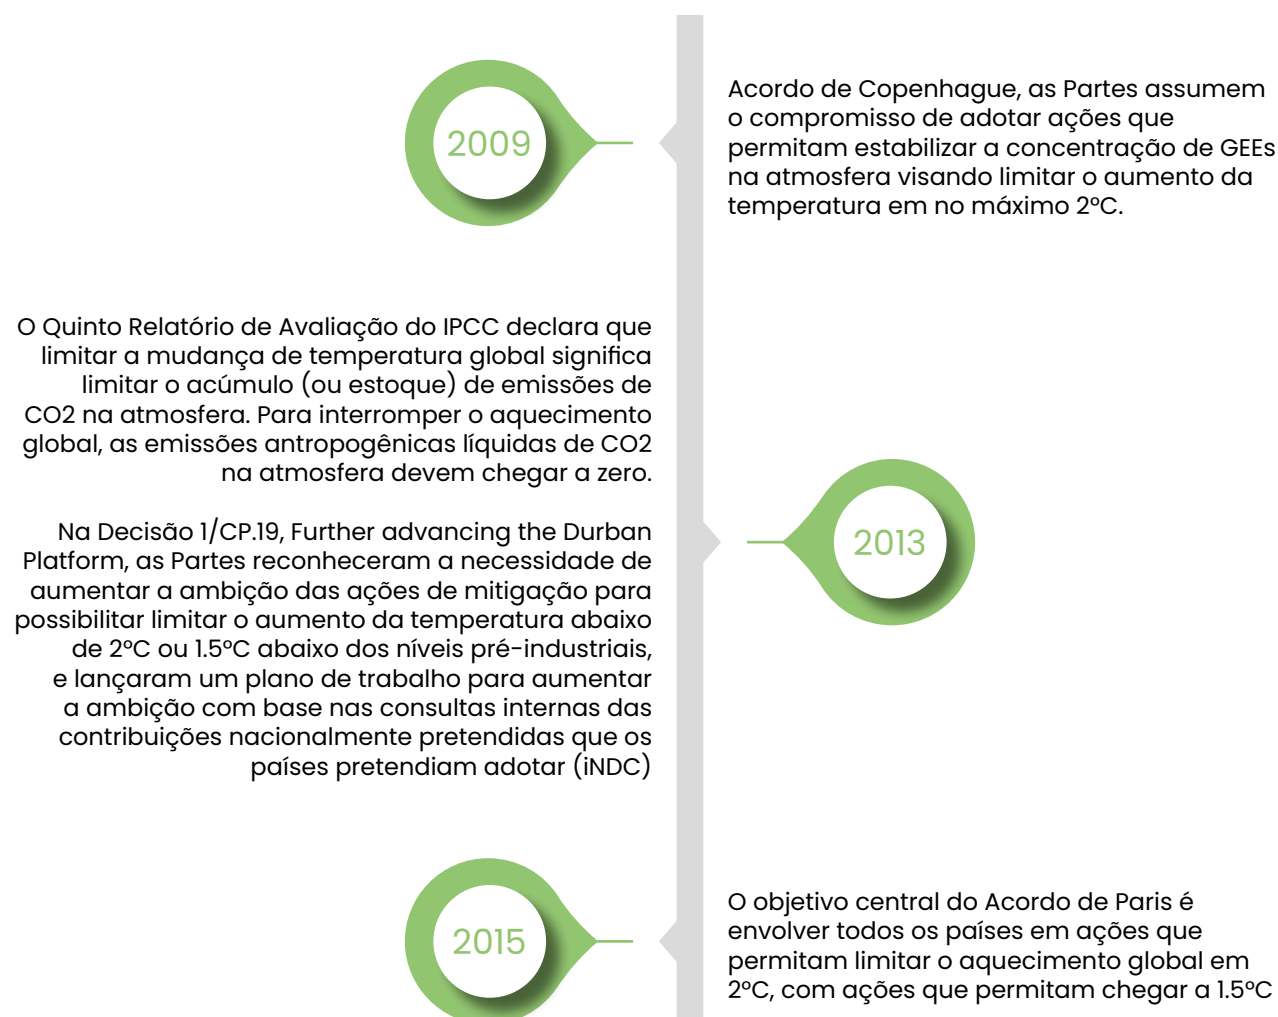 2009
Acordo de Copenhague, as Partes assumem
o compromisso de adotar ações que
permitam estabilizar a concentração de GEEs
na atmosfera visando limitar o aumento da
temperatura em no máximo 2ºC.
O Quinto Relatório de Avaliação do IPCC declara que
limitar a mudança de temperatura global significa
limitar o acúmulo (ou estoque) de emissões de
CO2 na atmosfera. Para interromper o aquecimento
global, as emissões antropogênicas líquidas de CO2
na atmosfera devem chegar a zero.
Na Decisão 1/CP.19, Further advancing the Durban
Platform, as Partes reconheceram a necessidade de
aumentar a ambição das ações de mitigação para
possibilitar limitar o aumento da temperatura abaixo
de 2ºC ou 1.5ºC abaixo dos níveis pré-industriais,
e lançaram um plano de trabalho para aumentar
a ambição com base nas consultas internas das
contribuições nacionalmente pretendidas que os
países pretendiam adotar (iNDC)
2013
2015
O objetivo central do Acordo de Paris é
envolver todos os países em ações que
permitam limitar o aquecimento global em
2ºC, com ações que permitam chegar a 1.5ºC